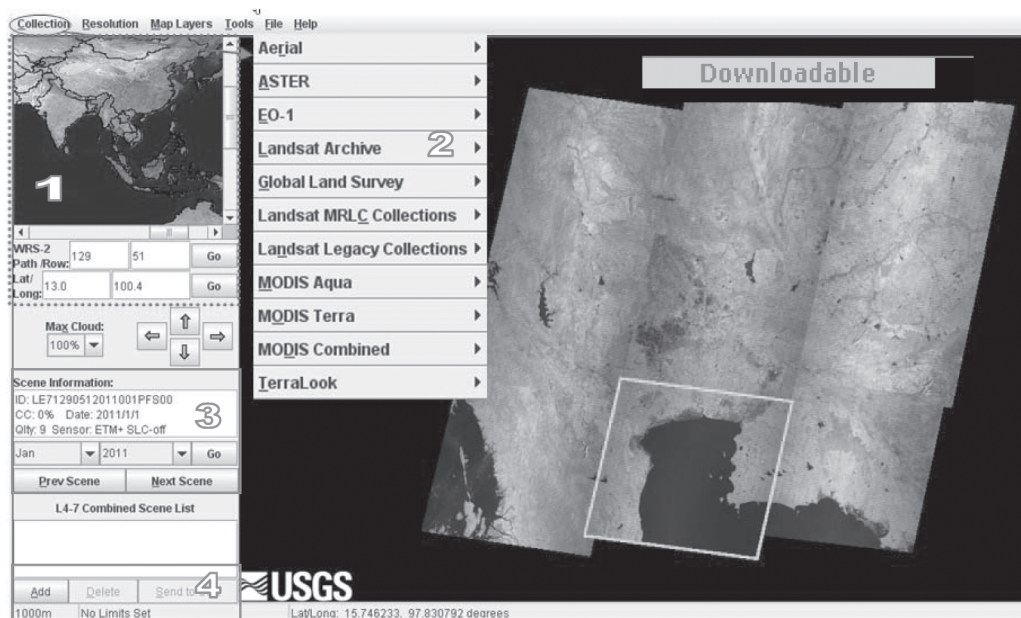 Collection Resolution Map Layers Tools File Help
Aerial
ASTER
EO-1
Landsat Archive
Global Land Survey
Landsat MRLC Collections
Landsat Legacy Collections
MODIS Aqua
MODIS Terra
MODIS Combined
TerraLook
2
Downloadable
1
WRS-2
Path /Row: 129 51 Go
Lat/
Long: 13.0 100.4 Go
Max Cloud:
100%
Scene Information:
ID: LE71290512011001PFS00
CC: 0% Date: 2011/1/1
Qlty: 9 Sensor: ETM+ SLC-off
3
Jan 2011 Go
Prev Scene Next Scene
L4-7 Combined Scene List
Add Delete Send to
4
USGS
1000m No Limits Set Lat/Long: 15.746233, 97.830792 degrees